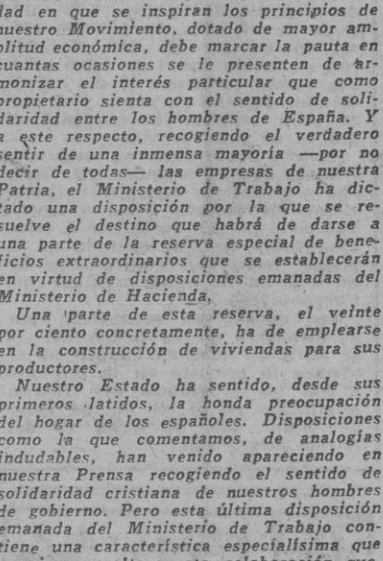 dad en que se inspiran los principios de
nuestro Movimiento, dotado de mayor am-
plitud económica, debe marcar la pauta en
cuantas ocasiones se le presenten de ar-
monizar el interés particular que como
propietario sienta con el sentido de soli-
daridad entre los hombres de España. Y
a este respecto, recogiendo el verdadero
sentir de una inmensa mayoría —por no
decir de todas— las empresas de nuestra
Patria, el Ministerio de Trabajo ha dic-
tado una disposición por la que se re-
suelve el destino que habrá de darse a
una parte de la reserva especial de bene-
ficios extraordinarios que se establecerán
en virtud de disposiciones emanadas del
Ministerio de Hacienda,
Una parte de esta reserva, el veinte
por ciento concretamente, ha de emplearse
en la construcción de viviendas para sus
productores.
Nuestro Estado ha sentido, desde sus
primeros latidos, la honda preocupación
del hogar de los españoles. Disposiciones
como la que comentamos, de analogías
indudables, han venido apareciendo en
nuestra Prensa recogiendo el sentido de
solidaridad cristiana de nuestros hombres
de gobierno. Pero esta última disposición
emanada del Ministerio de Trabajo con-
tiene una característica especialísima que